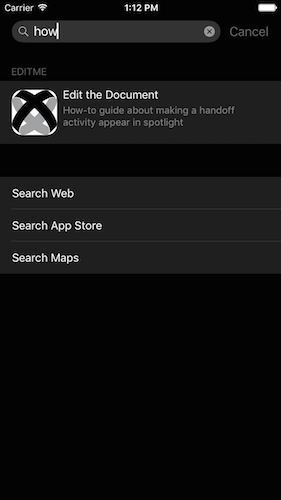 Carrier 1:12 PM
how Cancel
EDITME
Edit the Document
How-to guide about making a handoff
activity appear in spotlight
Search Web
Search App Store
Search Maps